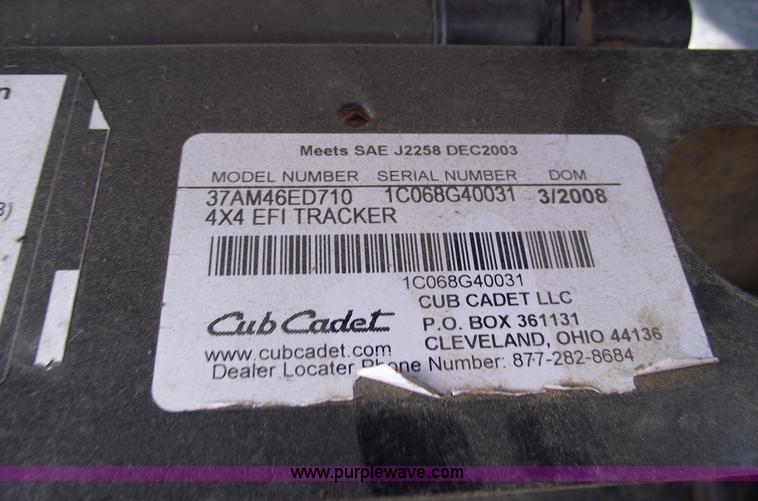 n
3)
Meets SAE J2258 DEC2003
MODEL NUMBER SERIAL NUMBER DOM
37AM46ED710 1C068G40031 3/2008
4X4 EFI TRACKER
1C068G40031
Cub Cadet
CUB CADET LLC
P.O. BOX 361131
CLEVELAND, OHIO 44136
www.cubcadet.com
Dealer Locater Phone Number: 877-282-8684
www.purplewave.com